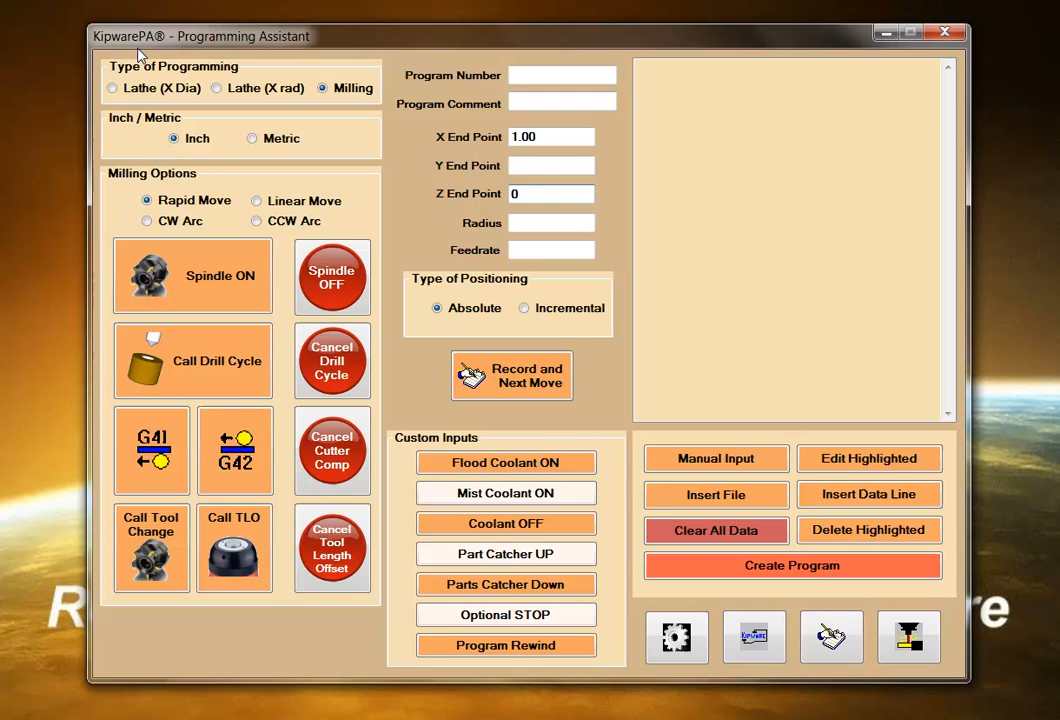 KipwarePA® - Programming Assistant
Type of Programming
Lathe (X Dia)
Lathe (X rad)
Milling
Inch / Metric
Inch
Metric
Milling Options
Rapid Move
Linear Move
CW Arc
CCW Arc
Spindle ON
Spindle
OFF
Call Drill Cycle
Cancel
Drill
Cycle
G41
G42
Cancel
Cutter
Comp
Call Tool
Change
Call TLO
Cancel
Tool
Length
Offset
Program Number
Program Comment
X End Point
1.00
Y End Point
Z End Point
0
Radius
Feedrate
Type of Positioning
Absolute
Incremental
Record and
Next Move
Custom Inputs
Flood Coolant ON
Mist Coolant ON
Coolant OFF
Part Catcher UP
Parts Catcher Down
Optional STOP
Program Rewind
Manual Input
Edit Highlighted
Insert File
Insert Data Line
Clear All Data
Delete Highlighted
Create Program
KIPWARE
R
re